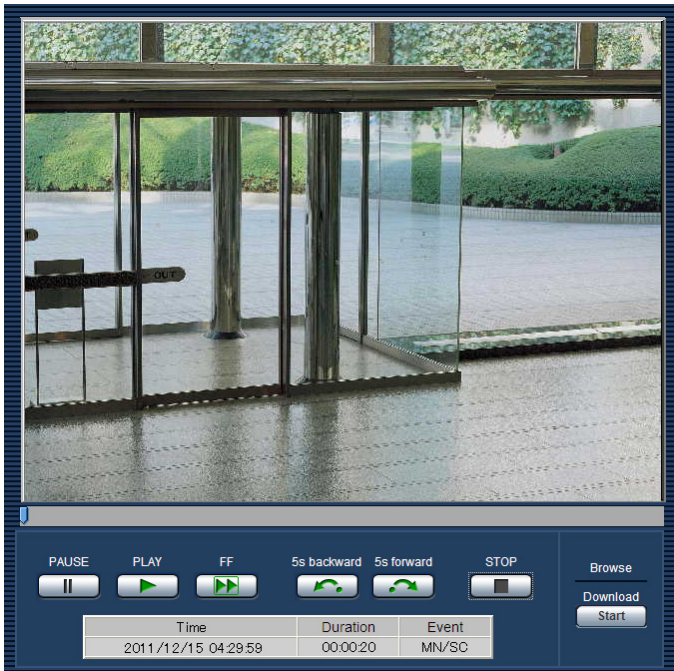 OUT
PAUSE PLAY FF 5s backward 5s forward STOP
Browse
Download
Start
Time Duration Event
2011/12/15 04:29:59 00:00:20 MN/SC